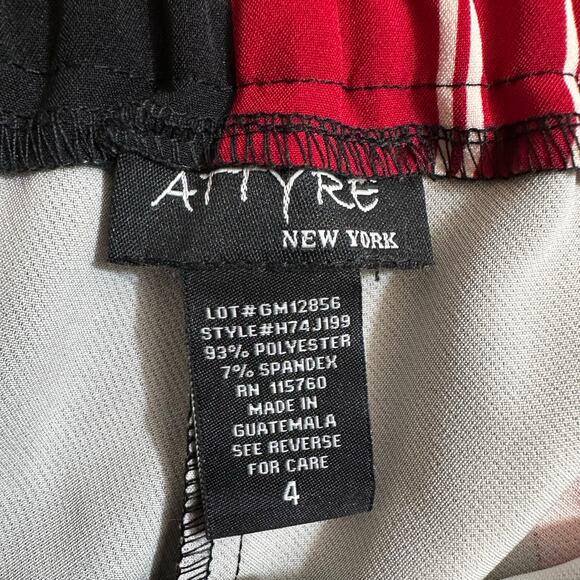 ATTYRE
NEW YORK
LOT#GM12856
STYLE#H74J199
93% POLYESTER
7% SPANDEX
RN 115760
MADE IN
GUATEMALA
SEE REVERSE
FOR CARE
4